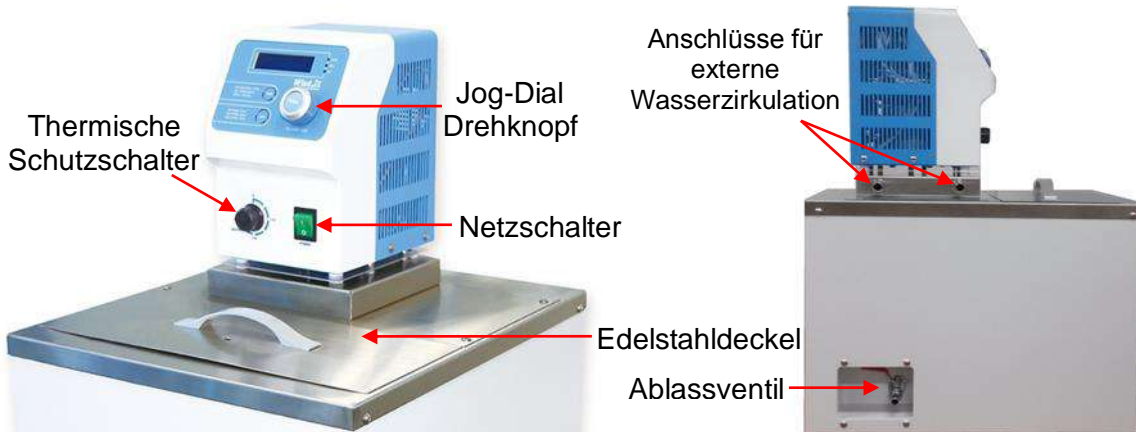 Anschlüsse für
externe
Wasserzirkulation
Jog-Dial
Drehknopf
Thermische
Schutzschalter
Netzschalter
Edelstahldeckel
Ablassventil